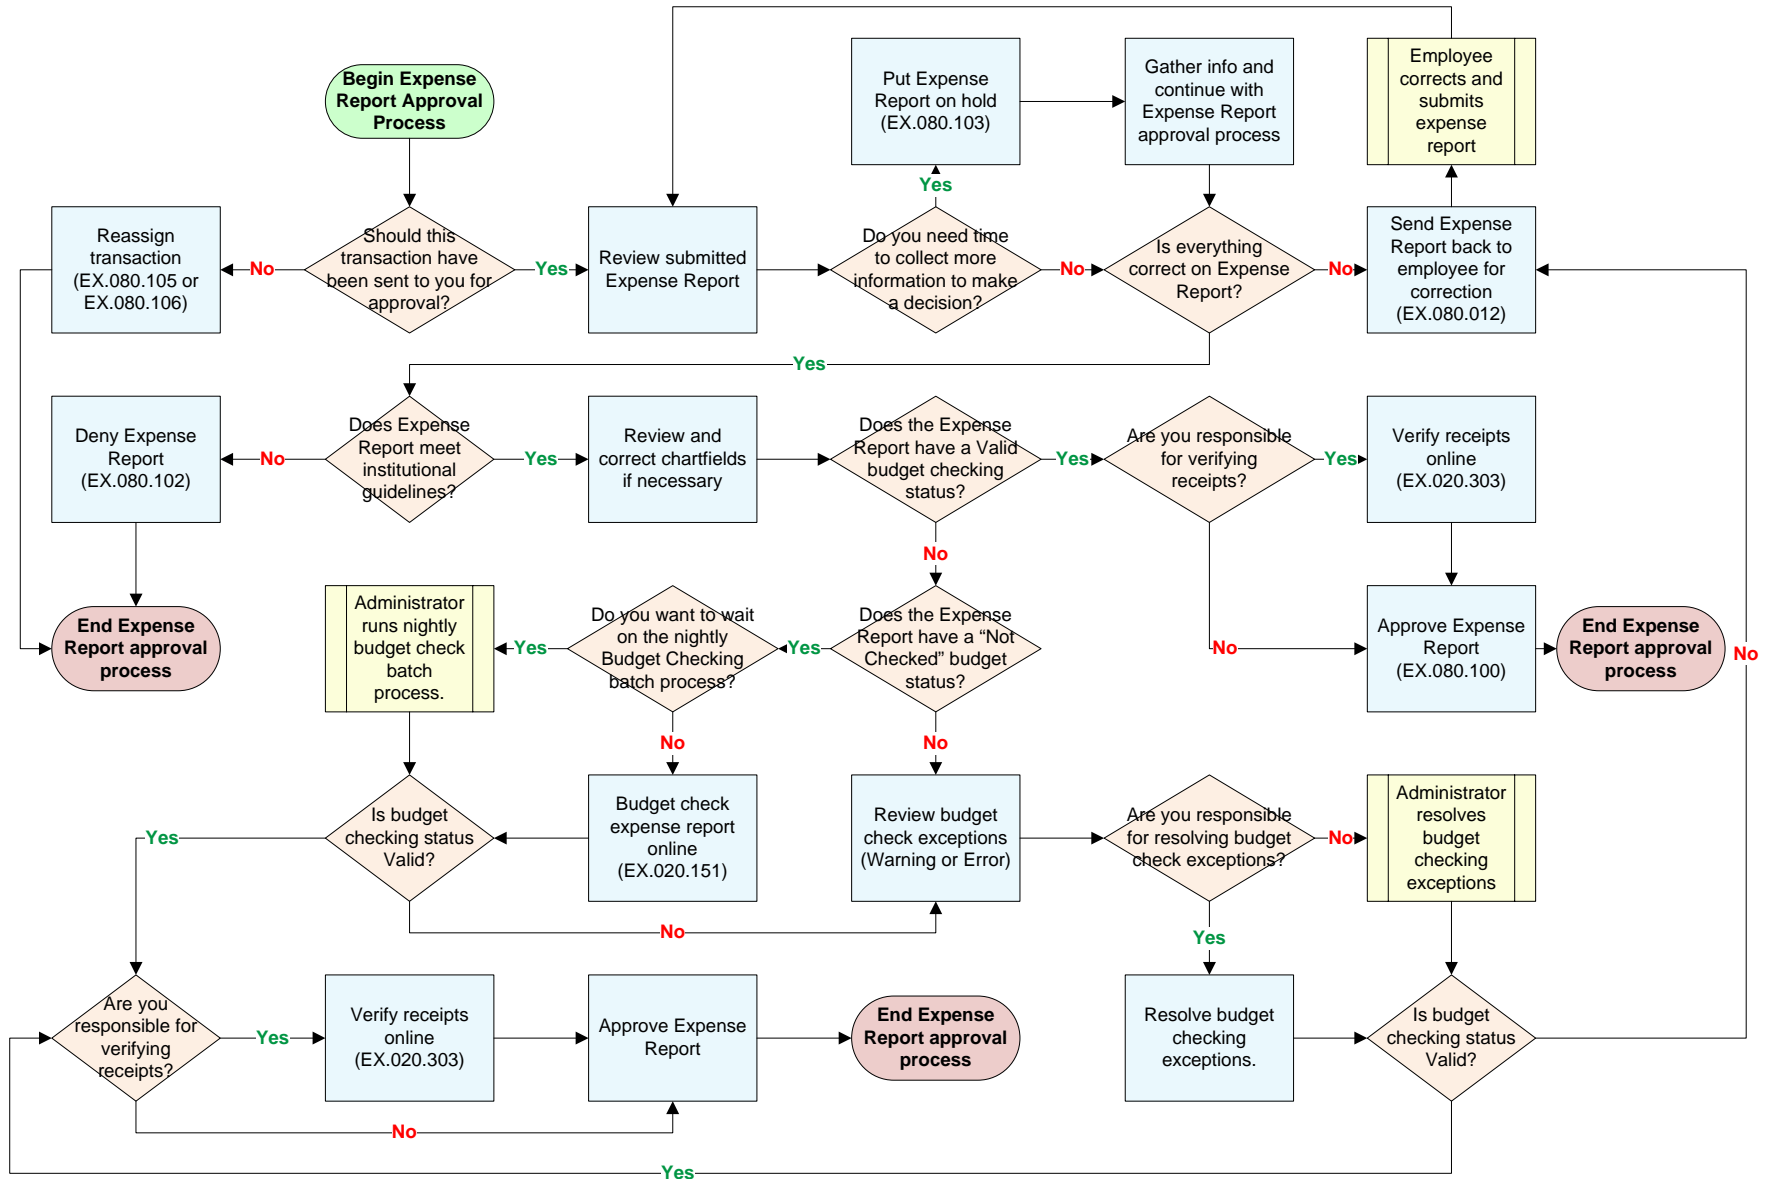 Begin Expense
Report Approval
Process
Put Expense
Report on hold
(EX.080.103)
Gather info and
continue with
Expense Report
approval process
Employee
corrects and
submits
expense
report
Yes
Reassign
transaction
(EX.080.105 or
EX.080.106)
No
Should this
transaction have
been sent to you for
approval?
Yes
Review submitted
Expense Report
Do you need time
to collect more
information to make
a decision?
No
Is everything
correct on Expense
Report?
No
Send Expense
Report back to
employee for
correction
(EX.080.012)
Yes
Deny Expense
Report
(EX.080.102)
No
Does Expense
Report meet
institutional
guidelines?
Yes
Review and
correct chartfields
if necessary
Does the Expense
Report have a Valid
budget checking
status?
Yes
Are you responsible
for verifying
receipts?
Yes
Verify receipts
online
(EX.020.303)
No
End Expense
Report approval
process
Administrator
runs nightly
budget check
batch
process.
Yes
Do you want to wait
on the nightly
Budget Checking
batch process?
Yes
Does the Expense
Report have a “Not
Checked” budget
status?
No
Approve Expense
Report
(EX.080.100)
End Expense
Report approval
process
No
No
No
Yes
Is budget
checking status
Valid?
Budget check
expense report
online
(EX.020.151)
Review budget
check exceptions
(Warning or Error)
Are you responsible
for resolving budget
check exceptions?
No
Administrator
resolves
budget
checking
exceptions
No
Yes
Are you
responsible for
verifying
receipts?
Yes
Verify receipts
online
(EX.020.303)
Approve Expense
Report
End Expense
Report approval
process
Resolve budget
checking
exceptions.
Is budget
checking status
Valid?
No
Yes